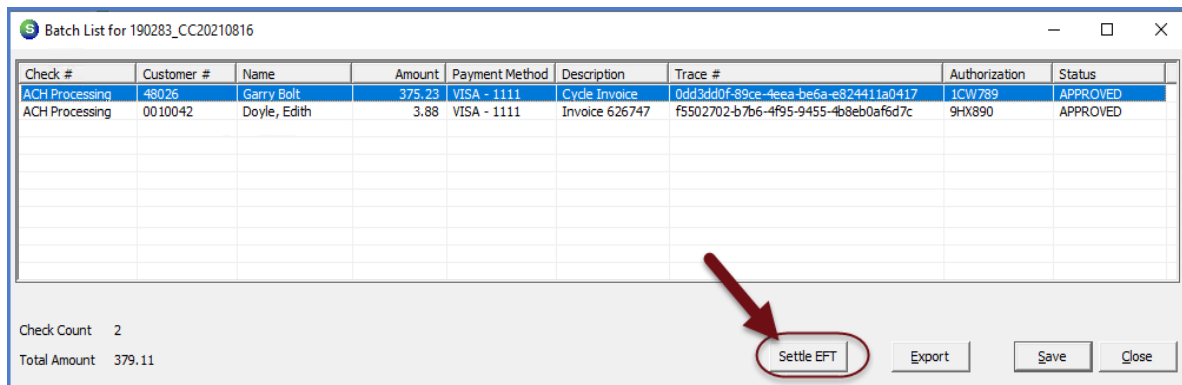 S Batch List for 190283_CC20210816
Check # Customer # Name Amount Payment Method Description Trace # Authorization Status
ACH Processing 48026 Garry Bolt 375.23 VISA - 1111 Cycle Invoice 0dd3dd0f-89ce-4eea-be6a-e824411a0417 1CW789 APPROVED
ACH Processing 0010042 Doyle, Edith 3.88 VISA - 1111 Invoice 626747 f5502702-b7b6-4f95-9455-4b8eb0af6d7c 9HX890 APPROVED
Check Count 2
Total Amount 379.11
Settle EFT Export Save Close